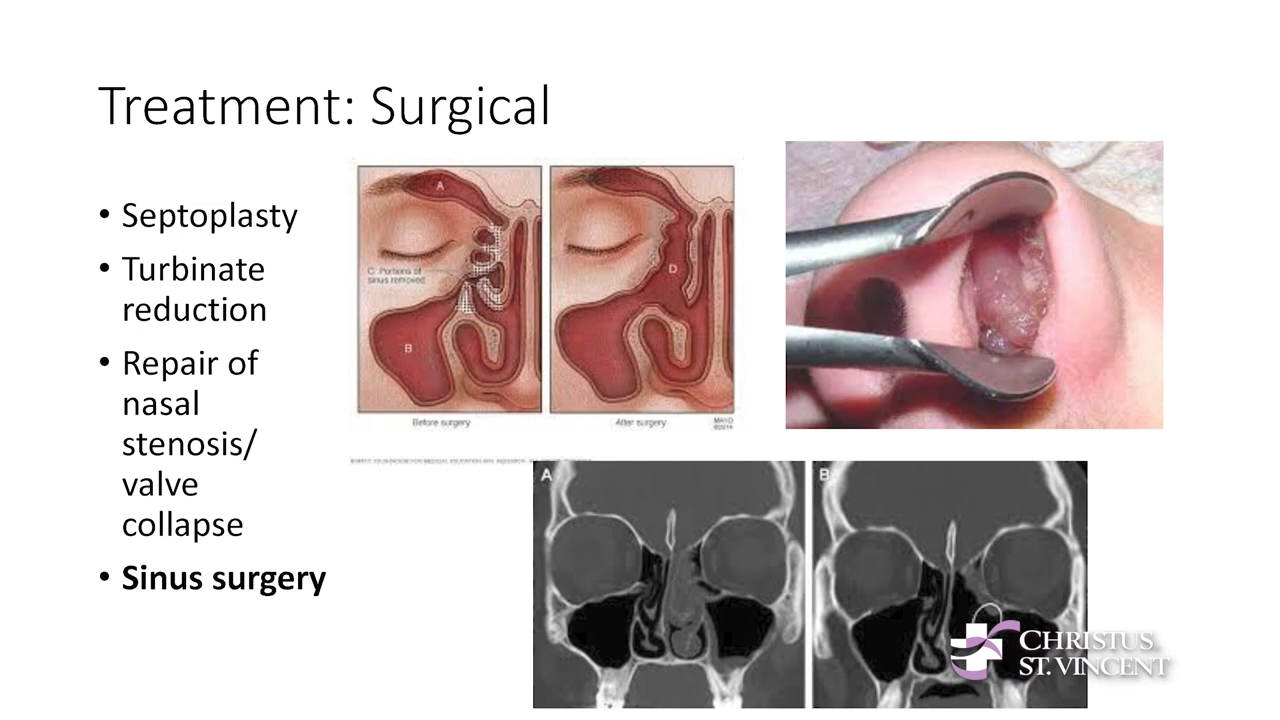 Treatment: Surgical
• Septoplasty
• Turbinate
reduction
• Repair of
nasal
stenosis/
valve
collapse
• Sinus surgery
A
C. Portions of
sinus removed
B
Before surgery
D
After surgery
MAYO
©2014
A
B
CHRISTUS
ST. VINCENT